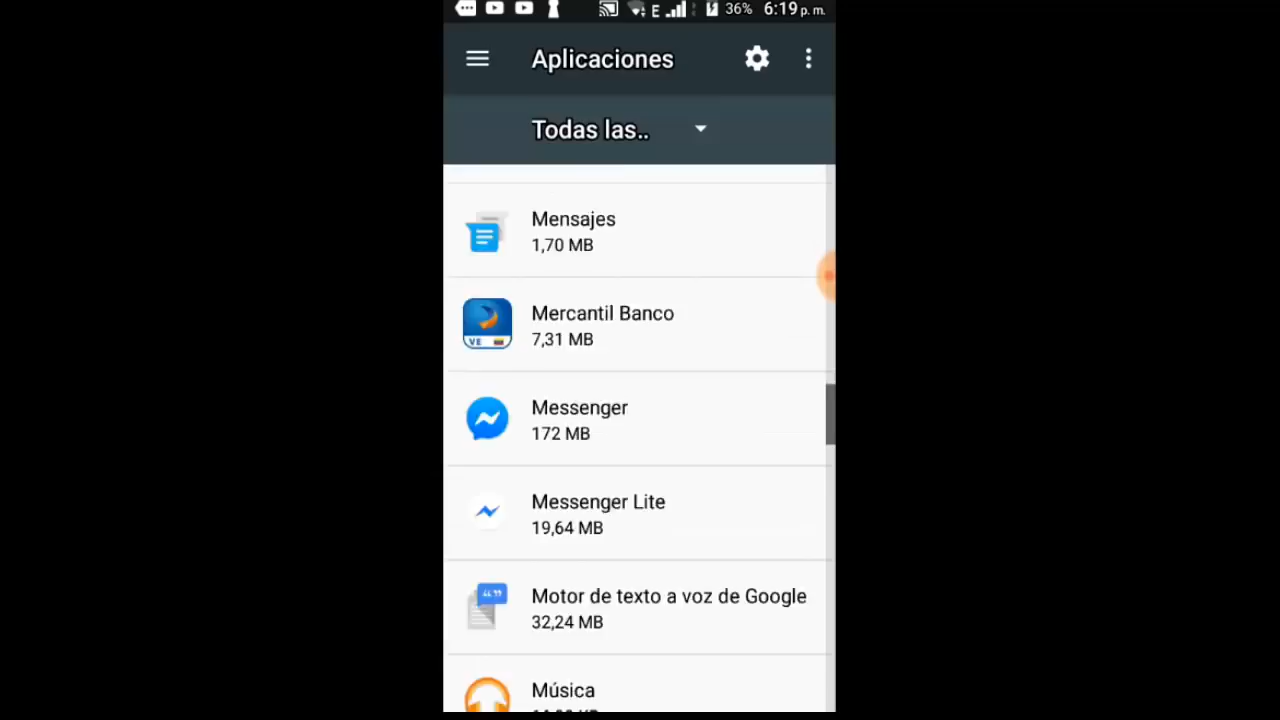 E 36% 6:19 p. m.
Aplicaciones
Todas las..
Mensajes
1,70 MB
VE
Mercantil Banco
7,31 MB
Messenger
172 MB
Messenger Lite
19,64 MB
Motor de texto a voz de Google
32,24 MB
Música